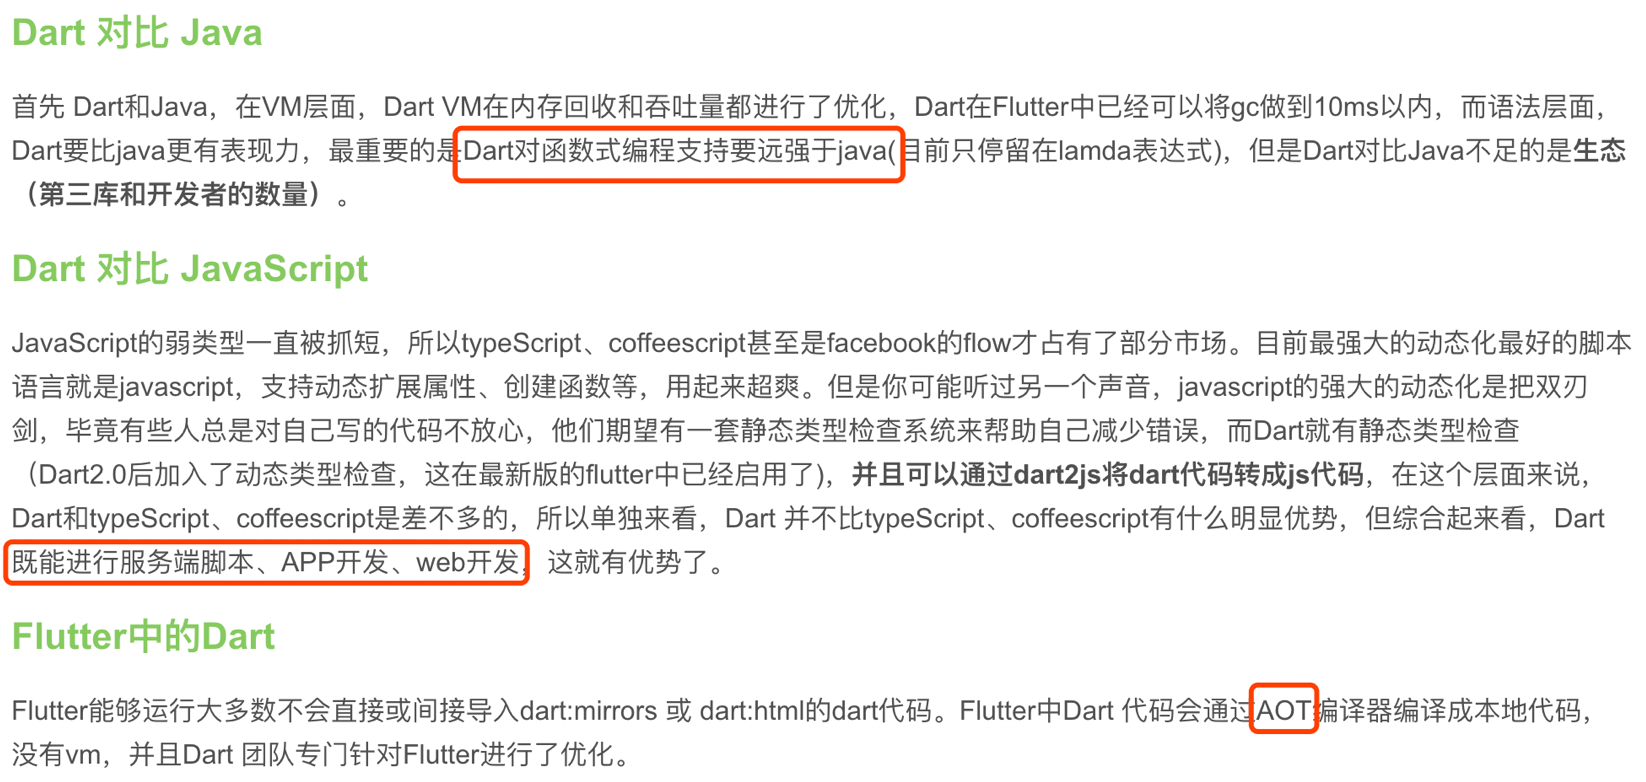 Dart 对比 Java
首先 Dart和Java，在VM层面，Dart VM在内存回收和吞吐量都进行了优化，Dart在Flutter中已经可以将gc做到10ms以内，而语法层面，
Dart要比java更有表现力，最重要的是Dart对函数式编程支持要远强于java(目前只停留在lamda表达式)，但是Dart对比Java不足的是生态
（第三库和开发者的数量）。
Dart 对比 JavaScript
JavaScript的弱类型一直被抓短，所以typeScript、coffeescript甚至是facebook的flow才占有了部分市场。目前最强大的动态化最好的脚本
语言就是javascript，支持动态扩展属性、创建函数等，用起来超爽。但是你可能听过另一个声音，javascript的强大的动态化是把双刃
剑，毕竟有些人总是对自己写的代码不放心，他们期望有一套静态类型检查系统来帮助自己减少错误，而Dart就有静态类型检查
（Dart2.0后加入了动态类型检查，这在最新版的flutter中已经启用了)，并且可以通过dart2js将dart代码转成js代码，在这个层面来说，
Dart和typeScript、coffeescript是差不多的，所以单独来看，Dart 并不比typeScript、coffeescript有什么明显优势，但综合起来看，Dart
既能进行服务端脚本、APP开发、web开发，这就有优势了。
Flutter中的Dart
Flutter能够运行大多数不会直接或间接导入dart:mirrors 或 dart:html的dart代码。Flutter中Dart 代码会通过AOT编译器编译成本地代码，
没有vm，并且Dart 团队专门针对Flutter进行了优化。